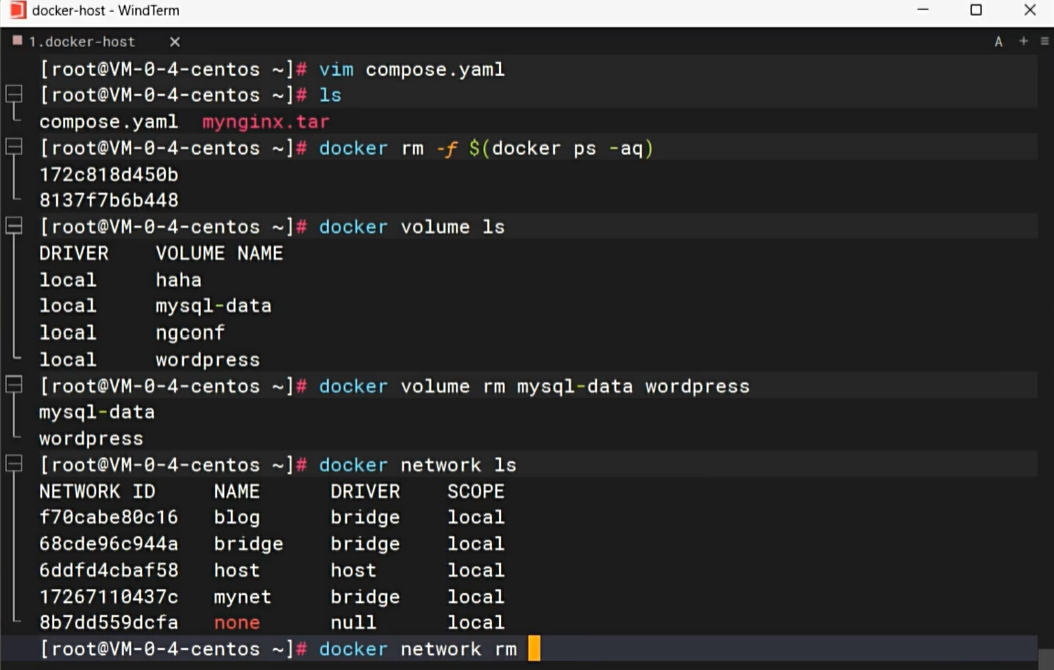 docker-host - WindTerm
1.docker-host
A
[root@VM-0-4-centos ~]# vim compose.yaml
[root@VM-0-4-centos ~]# ls
compose.yaml  mynginx.tar
[root@VM-0-4-centos ~]# docker rm -f $(docker ps -aq)
172c818d450b
8137f7b6b448
[root@VM-0-4-centos ~]# docker volume ls
DRIVER    VOLUME NAME
local     haha
local     mysql-data
local     ngconf
local     wordpress
[root@VM-0-4-centos ~]# docker volume rm mysql-data wordpress
mysql-data
wordpress
[root@VM-0-4-centos ~]# docker network ls
NETWORK ID     NAME      DRIVER    SCOPE
f70cabe80c16   blog      bridge    local
68cde96c944a   bridge    bridge    local
6ddfd4cbaf58   host      host      local
17267110437c   mynet     bridge    local
8b7dd559dcfa   none      null      local
[root@VM-0-4-centos ~]# docker network rm